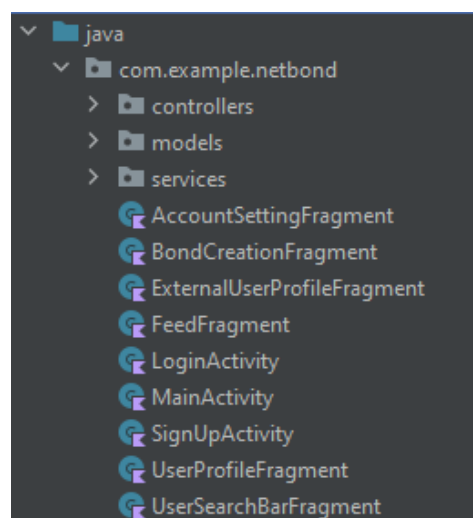 java
com.example.netbond
controllers
models
services
AccountSettingFragment
BondCreationFragment
ExternalUserProfileFragment
FeedFragment
LoginActivity
MainActivity
SignUpActivity
UserProfileFragment
UserSearchBarFragment